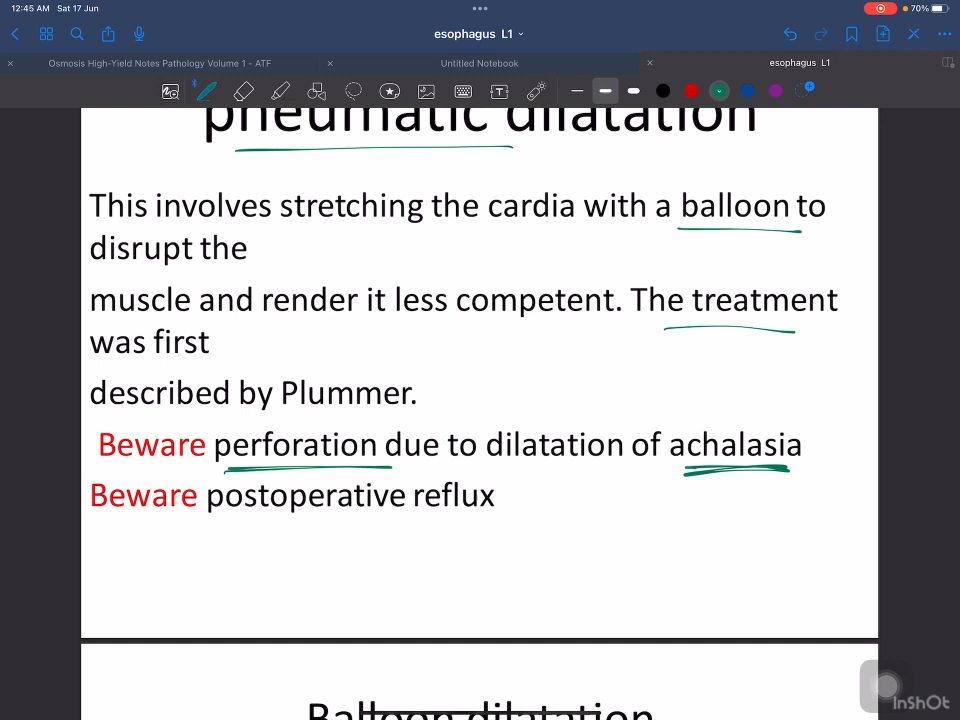 12:45 AM Sat 17 Jun
70%
esophagus L1
Osmosis High-Yield Notes Pathology Volume 1 - ATF
Untitled Notebook
esophagus L1
pneumatic dilatation
This involves stretching the cardia with a balloon to
disrupt the
muscle and render it less competent. The treatment
was first
described by Plummer.
Beware perforation due to dilatation of achalasia
Beware postoperative reflux
Balloon dilatation
InShOt